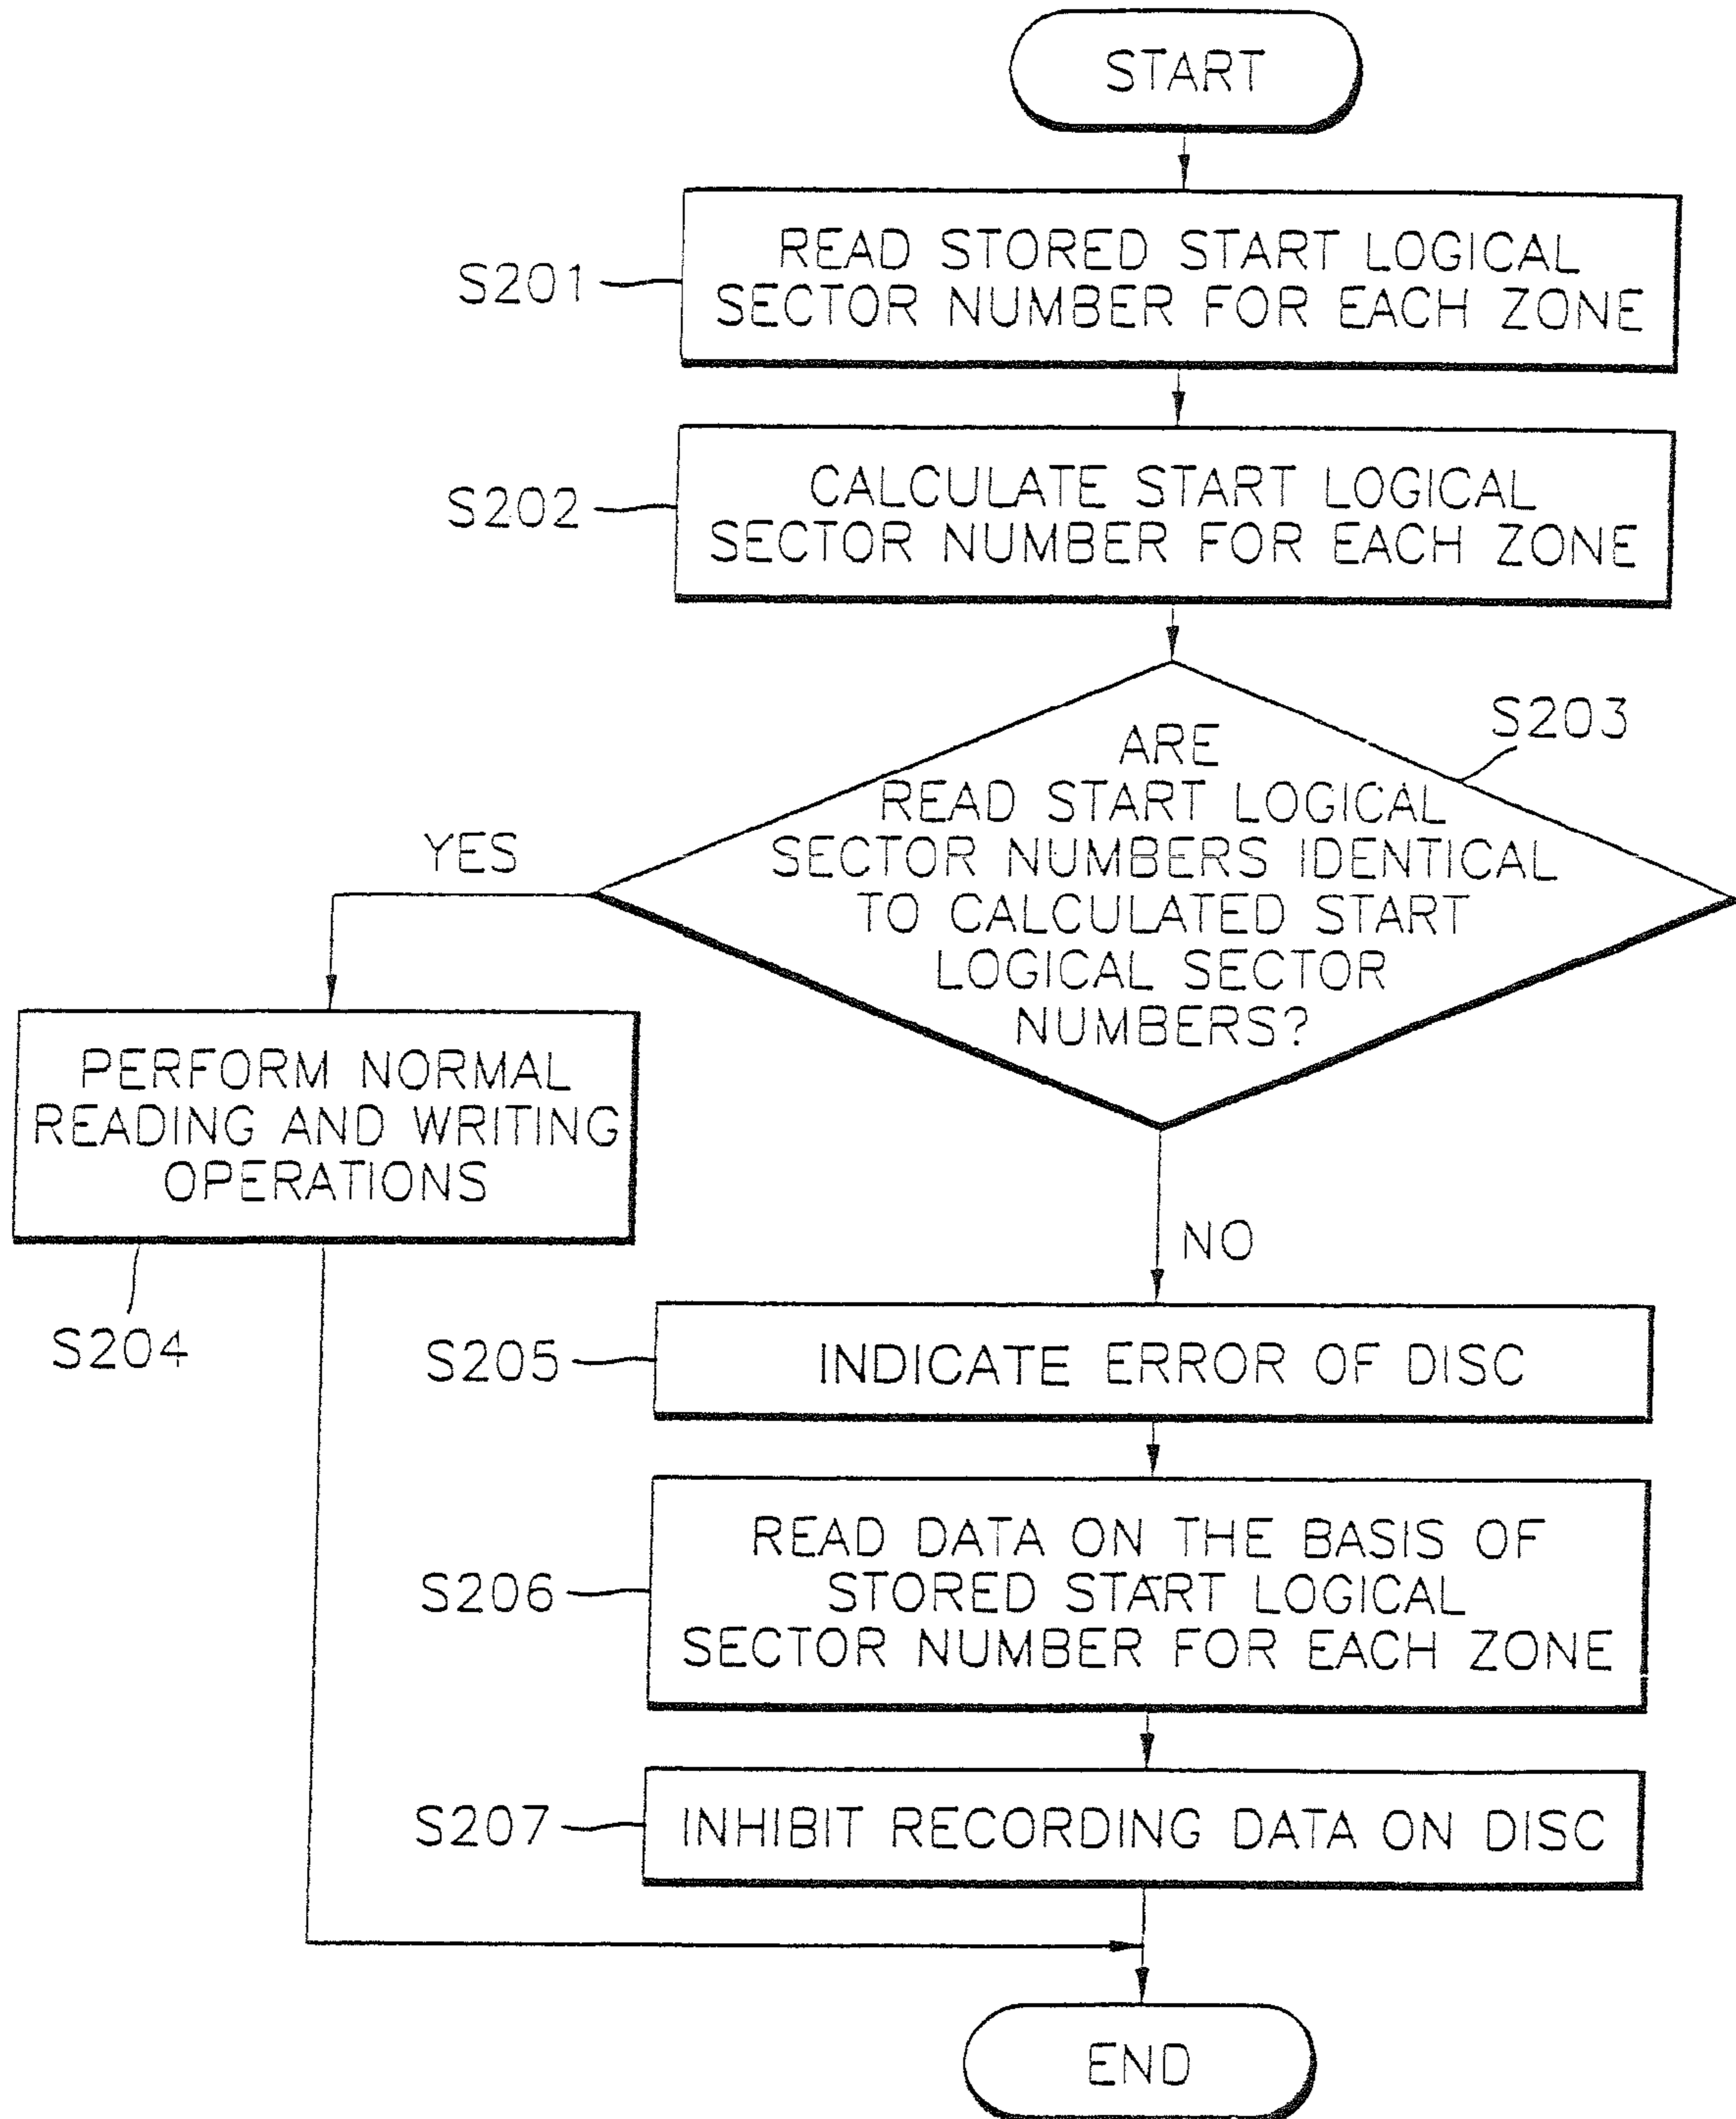 START
READ STORED START LOGICAL
SECTOR NUMBER FOR EACH ZONE
S201
CALCULATE START LOGICAL
SECTOR NUMBER FOR EACH ZONE
S202
ARE
READ START LOGICAL
SECTOR NUMBERS IDENTICAL
TO CALCULATED START
LOGICAL SECTOR
NUMBERS?
S203
YES
PERFORM NORMAL
READING AND WRITING
OPERATIONS
S204
NO
S205
INDICATE ERROR OF DISC
S206
READ DATA ON THE BASIS OF
STORED START LOGICAL
SECTOR NUMBER FOR EACH ZONE
S207
INHIBIT RECORDING DATA ON DISC
END